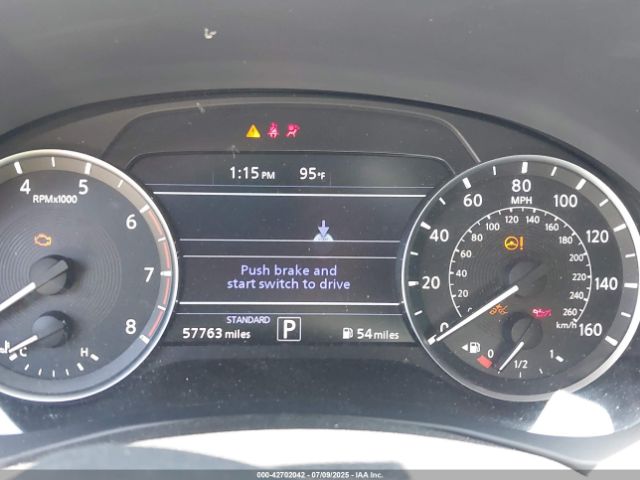 1:15 PM 95°F
4 5 6 7 8
RPMx1000
C H
Push brake and
start switch to drive
STANDARD
57763 miles P 54 miles
0 20 40 60 80 100 120 140 160
MPH
0 20 40 60 80 100 120 140 160 180 200 220 240 260
km/h
0 1/2 1
000-42702042 / 07/09/2025 - IAA Inc.